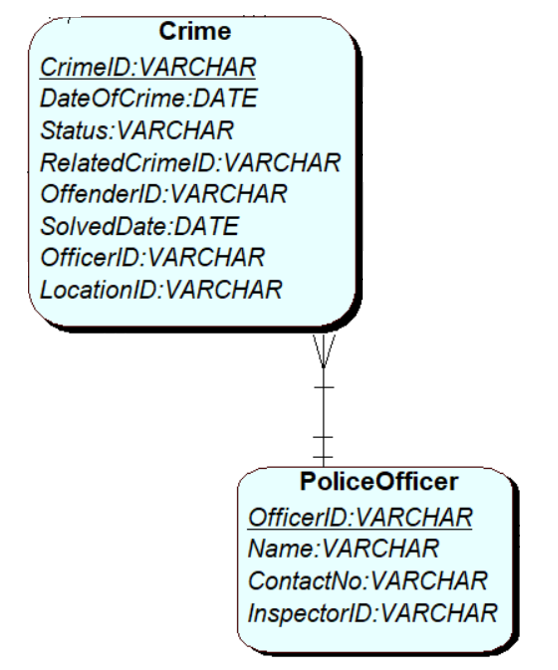 Crime
CrimeID:VARCHAR
DateOfCrime:DATE
Status:VARCHAR
RelatedCrimeID:VARCHAR
OffenderID:VARCHAR
SolvedDate:DATE
OfficerID:VARCHAR
LocationID:VARCHAR
PoliceOfficer
OfficerID:VARCHAR
Name:VARCHAR
ContactNo:VARCHAR
InspectorID:VARCHAR